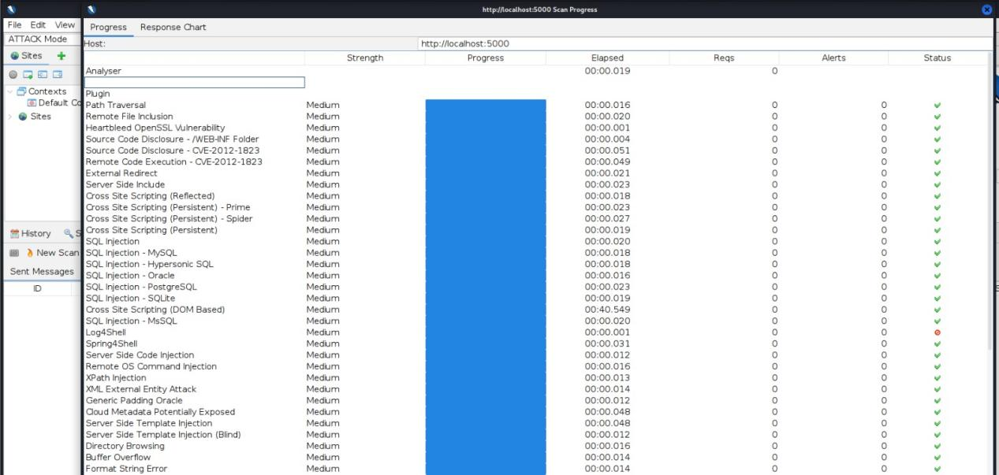 http://localhost:5000 Scan Progress
File Edit View
Progress Response Chart
ATTACK Mode
Host: http://localhost:5000
Sites
Strength Progress Elapsed Reqs Alerts Status
Analyser 00:00.019 0
Contexts
Plugin
Default Co
Path Traversal Medium 00:00.016 0 0
Sites
Remote File Inclusion Medium 00:00.020 0 0
Heartbleed OpenSSL Vulnerability Medium 00:00.001 0 0
Source Code Disclosure - /WEB-INF Folder Medium 00:00.004 0 0
Source Code Disclosure - CVE-2012-1823 Medium 00:00.051 0 0
Remote Code Execution - CVE-2012-1823 Medium 00:00.049 0 0
External Redirect Medium 00:00.021 0 0
Server Side Include Medium 00:00.023 0 0
Cross Site Scripting (Reflected) Medium 00:00.018 0 0
Cross Site Scripting (Persistent) - Prime Medium 00:00.023 0 0
Cross Site Scripting (Persistent) - Spider Medium 00:00.027 0 0
Cross Site Scripting (Persistent) Medium 00:00.019 0 0
History S
SQL Injection Medium 00:00.020 0 0
SQL Injection - MySQL Medium 00:00.018 0 0
New Scan
SQL Injection - Hypersonic SQL Medium 00:00.018 0 0
Sent Messages
SQL Injection - Oracle Medium 00:00.016 0 0
ID
SQL Injection - PostgreSQL Medium 00:00.023 0 0
SQL Injection - SQLite Medium 00:00.019 0 0
Cross Site Scripting (DOM Based) Medium 00:40.549 0 0
SQL Injection - MsSQL Medium 00:00.020 0 0
Log4Shell Medium 00:00.001 0 0
Spring4Shell Medium 00:00.031 0 0
Server Side Code Injection Medium 00:00.012 0 0
Remote OS Command Injection Medium 00:00.016 0 0
XPath Injection Medium 00:00.013 0 0
XML External Entity Attack Medium 00:00.014 0 0
Generic Padding Oracle Medium 00:00.012 0 0
Cloud Metadata Potentially Exposed Medium 00:00.048 0 0
Server Side Template Injection Medium 00:00.048 0 0
Server Side Template Injection (Blind) Medium 00:00.012 0 0
Directory Browsing Medium 00:00.016 0 0
Buffer Overflow Medium 00:00.014 0 0
Format String Error Medium 00:00.014 0 0